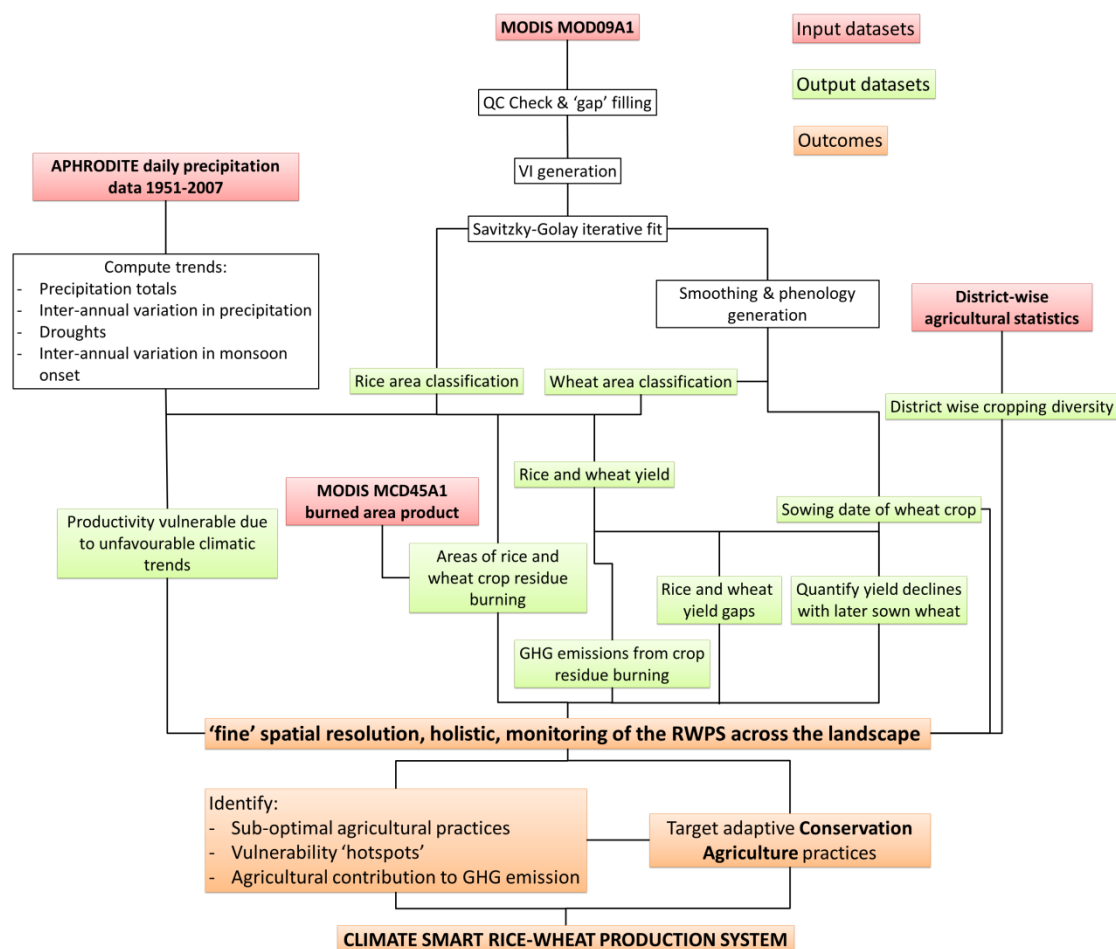 MODIS MOD09A1
Input datasets
QC Check & ‘gap’ filling
Output datasets
Outcomes
APHRODITE daily precipitation
data 1951-2007
VI generation
Savitzky-Golay iterative fit
Compute trends:
- Precipitation totals
- Inter-annual variation in precipitation
- Droughts
- Inter-annual variation in monsoon
onset
Smoothing & phenology
generation
District-wise
agricultural statistics
Rice area classification
Wheat area classification
District wise cropping diversity
MODIS MCD45A1
burned area product
Rice and wheat yield
Sowing date of wheat crop
Productivity vulnerable due
to unfavourable climatic
trends
Areas of rice and
wheat crop residue
burning
Rice and wheat
yield gaps
Quantify yield declines
with later sown wheat
GHG emissions from crop
residue burning
‘fine’ spatial resolution, holistic, monitoring of the RWPS across the landscape
Identify:
- Sub-optimal agricultural practices
- Vulnerability ‘hotspots’
- Agricultural contribution to GHG emission
Target adaptive Conservation
Agriculture practices
CLIMATE SMART RICE-WHEAT PRODUCTION SYSTEM